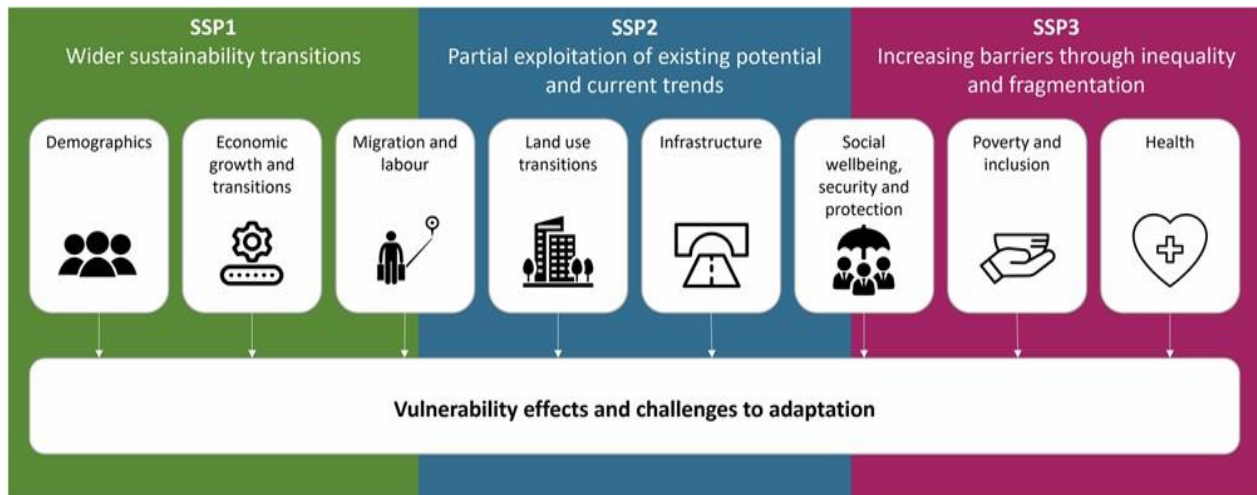 SSP1
Wider sustainability transitions
SSP2
Partial exploitation of existing potential
and current trends
SSP3
Increasing barriers through inequality
and fragmentation
Demographics
Economic
growth and
transitions
Migration and
labour
Land use
transitions
Infrastructure
Social
wellbeing,
security and
protection
Poverty and
inclusion
Health
Vulnerability effects and challenges to adaptation